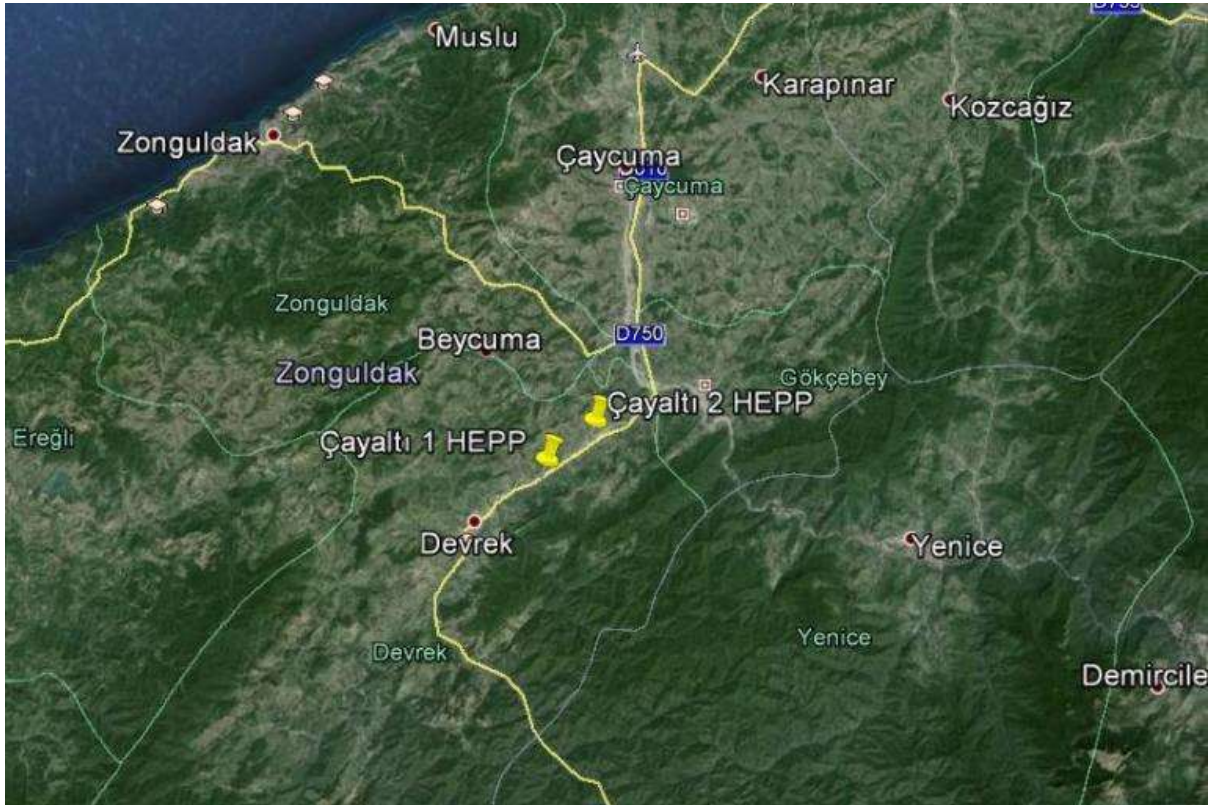 Muslu
Karapınar
Kozcağız
Zonguldak
Çaycuma
Çaycuma
Zonguldak
D750
Beycuma
Zonguldak
Gökçebey
Çayaltı 2 HEPP
Ereğli
Çayaltı 1 HEPP
Devrek
Yenice
Yenice
Devrek
Demircile